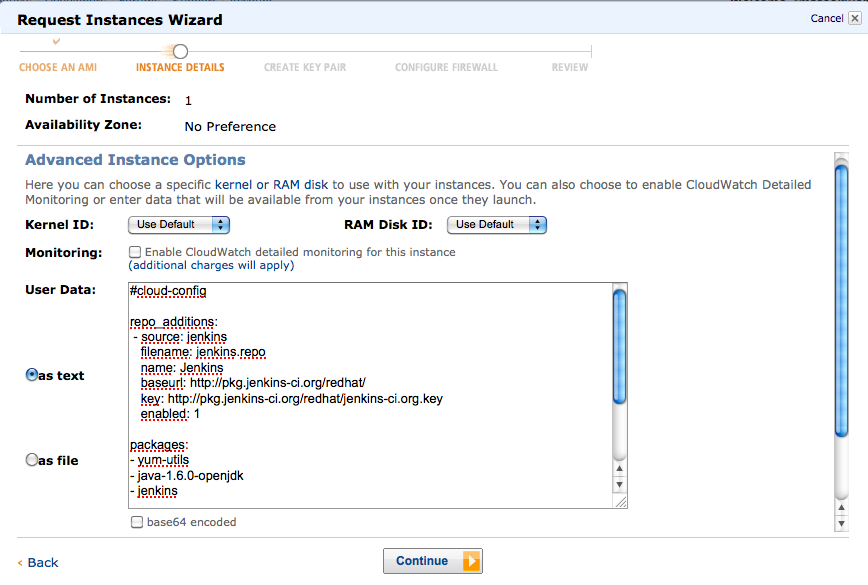 Request Instances Wizard
Cancel
CHOOSE AN AMI
INSTANCE DETAILS
CREATE KEY PAIR
CONFIGURE FIREWALL
REVIEW
Number of Instances: 1
Availability Zone: No Preference
Advanced Instance Options
Here you can choose a specific kernel or RAM disk to use with your instances. You can also choose to enable CloudWatch Detailed
Monitoring or enter data that will be available from your instances once they launch.
Kernel ID: Use Default RAM Disk ID: Use Default
Monitoring: Enable CloudWatch detailed monitoring for this instance
(additional charges will apply)
User Data:
as text
as file
#cloud-config
repo_additions:
- source: jenkins
filename: jenkins.repo
name: Jenkins
baseurl: http://pkg.jenkins-ci.org/redhat/
key: http://pkg.jenkins-ci.org/redhat/jenkins-ci.org.key
enabled: 1
packages:
- yum-utils
- java-1.6.0-openjdk
- jenkins
base64 encoded
‹ Back
Continue